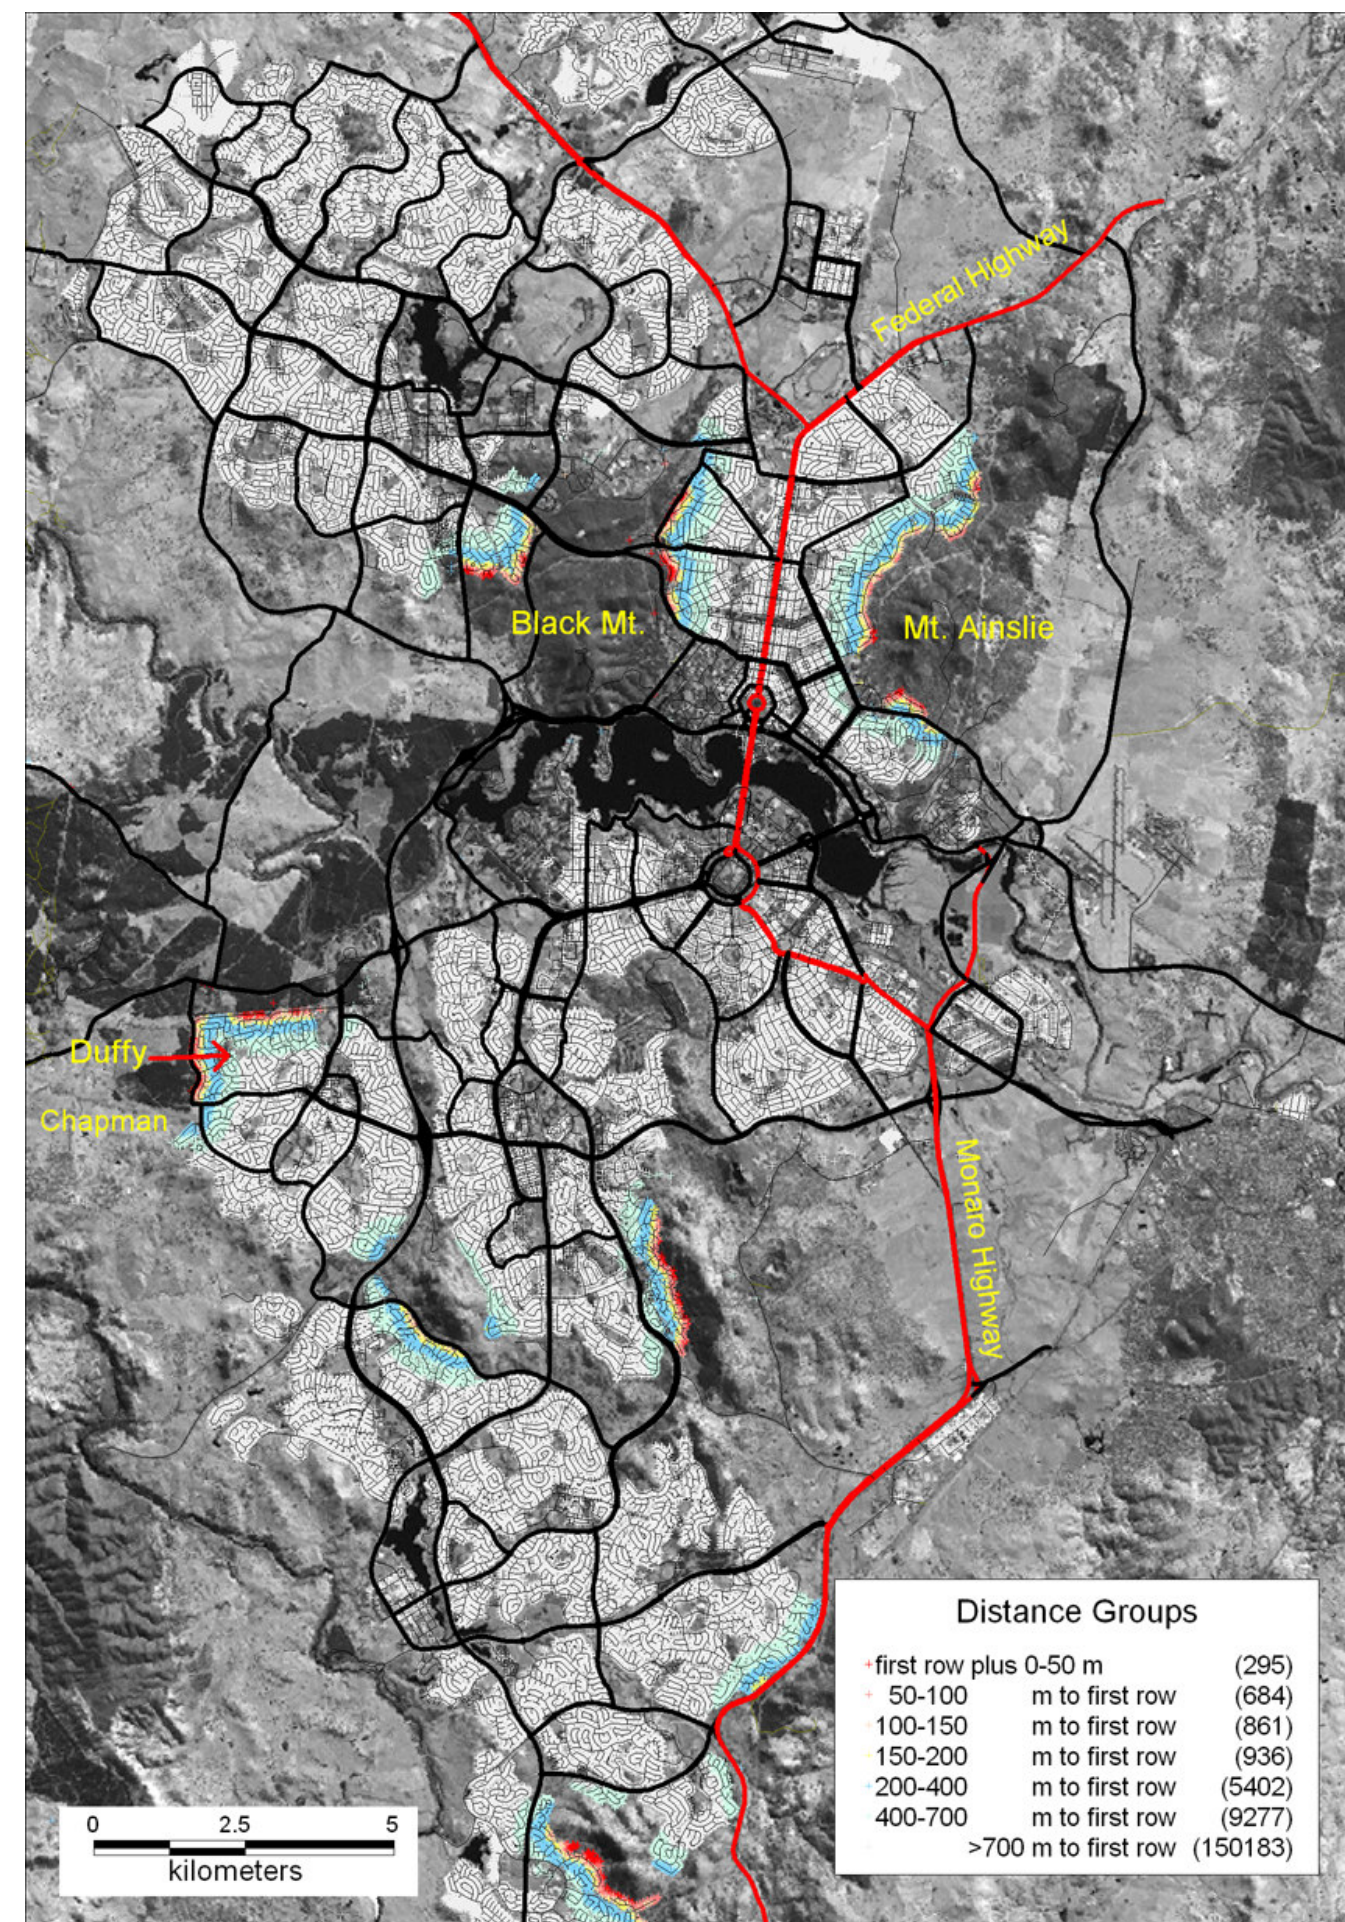 Federal Highway
Black Mt.
Mt. Ainslie
Duffy
Chapman
Monaro Highway
Distance Groups
+first row plus 0-50 m (295)
+ 50-100 m to first row (684)
100-150 m to first row (861)
150-200 m to first row (936)
200-400 m to first row (5402)
400-700 m to first row (9277)
>700 m to first row (150183)
0 2.5 5
kilometers